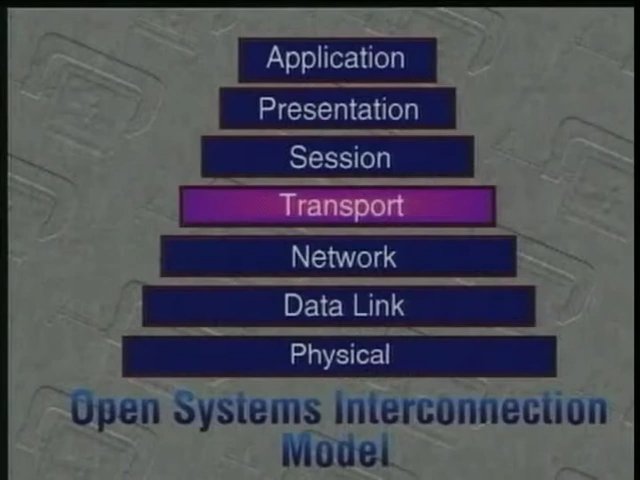 Application
Presentation
Session
Transport
Network
Data Link
Physical
Open Systems Interconnection
Model